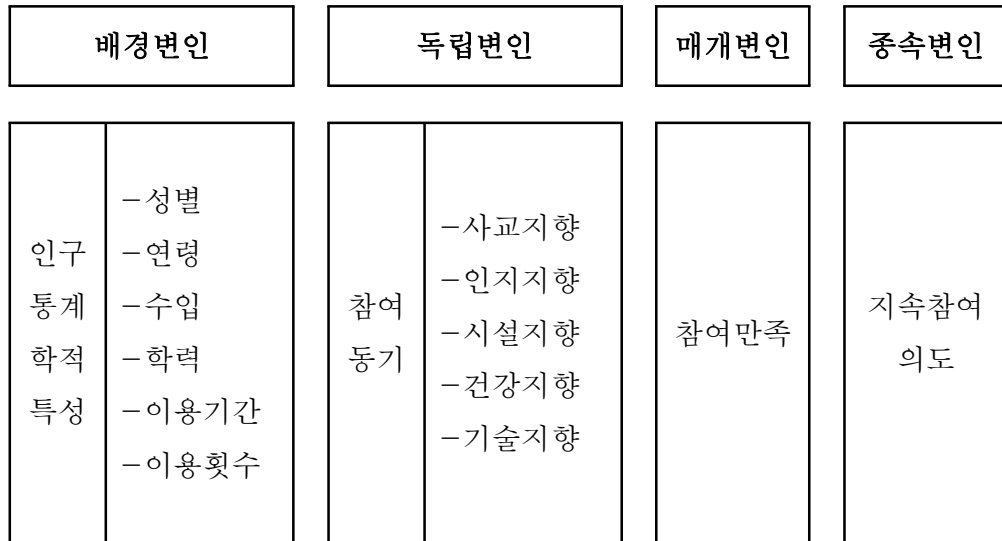 배경변인
독립변인
매개변인
종속변인
인구
통계
학적
특성
-성별
-연령
-수입
-학력
-이용기간
-이용횟수
참여
동기
-사교지향
-인지지향
-시설지향
-건강지향
-기술지향
참여만족
지속참여
의도